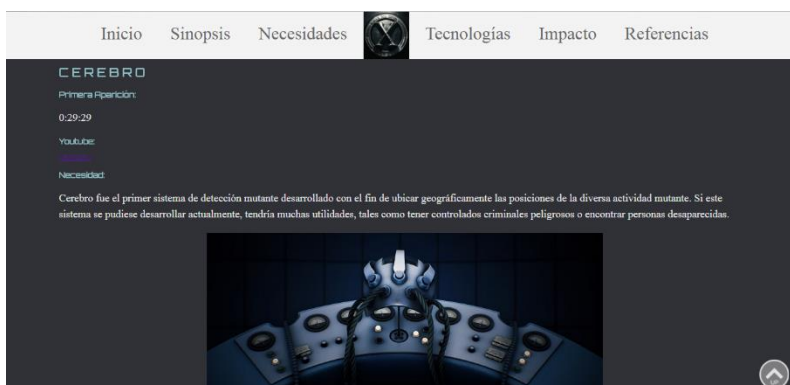 Inicio Sinopsis Necesidades Tecnologías Impacto Referencias
CEREBRO
Primera Aparición:
0:29:29
Youtube:
Necesidad:
Cerebro fue el primer sistema de detección mutante desarrollado con el fin de ubicar geográficamente las posiciones de la diversa actividad mutante. Si este
sistema se pudiese desarrollar actualmente, tendría muchas utilidades, tales como tener controlados criminales peligrosos o encontrar personas desaparecidas.